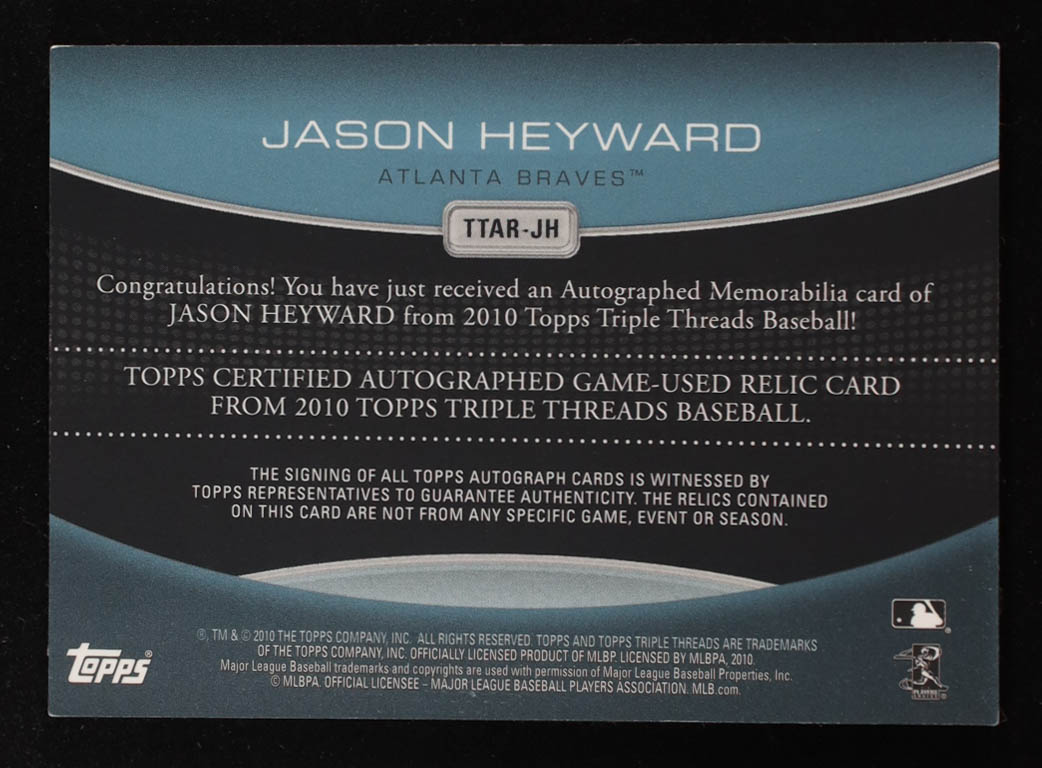 JASON HEYWARD
ATLANTA BRAVES™
TTAR-JH
Congratulations! You have just received an Autographed Memorabilia card of
JASON HEYWARD from 2010 Topps Triple Threads Baseball!
TOPPS CERTIFIED AUTOGRAPHED GAME-USED RELIC CARD
FROM 2010 TOPPS TRIPLE THREADS BASEBALL.
THE SIGNING OF ALL TOPPS AUTOGRAPH CARDS IS WITNESSED BY
TOPPS REPRESENTATIVES TO GUARANTEE AUTHENTICITY. THE RELICS CONTAINED
ON THIS CARD ARE NOT FROM ANY SPECIFIC GAME, EVENT OR SEASON.
®, TM & © 2010 THE TOPPS COMPANY, INC. ALL RIGHTS RESERVED. TOPPS AND TOPPS TRIPLE THREADS ARE TRADEMARKS
OF THE TOPPS COMPANY, INC. OFFICIALLY LICENSED PRODUCT OF MLBP. LICENSED BY MLBPA, 2010.
Major League Baseball trademarks and copyrights are used with permission of Major League Baseball Properties, Inc.
© MLBPA. OFFICIAL LICENSEE – MAJOR LEAGUE BASEBALL PLAYERS ASSOCIATION. MLB.com.
topps®